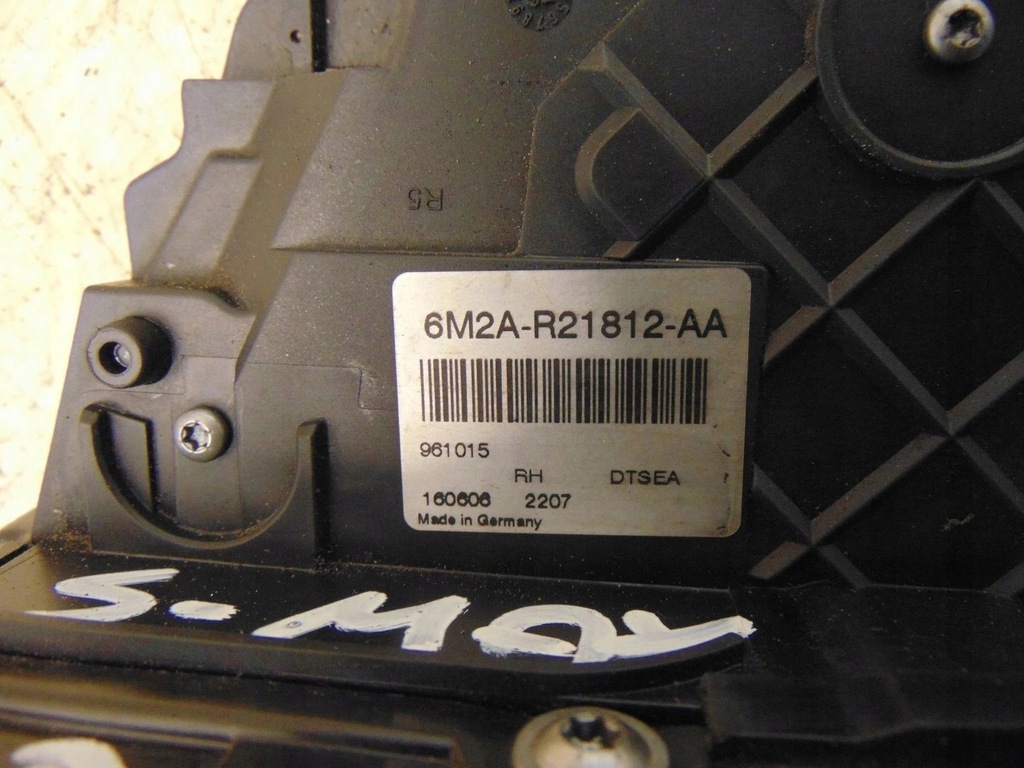 R5
6M2A-R21812-AA
961015
RH DTSEA
160606 2207
Made in Germany
S-MAX